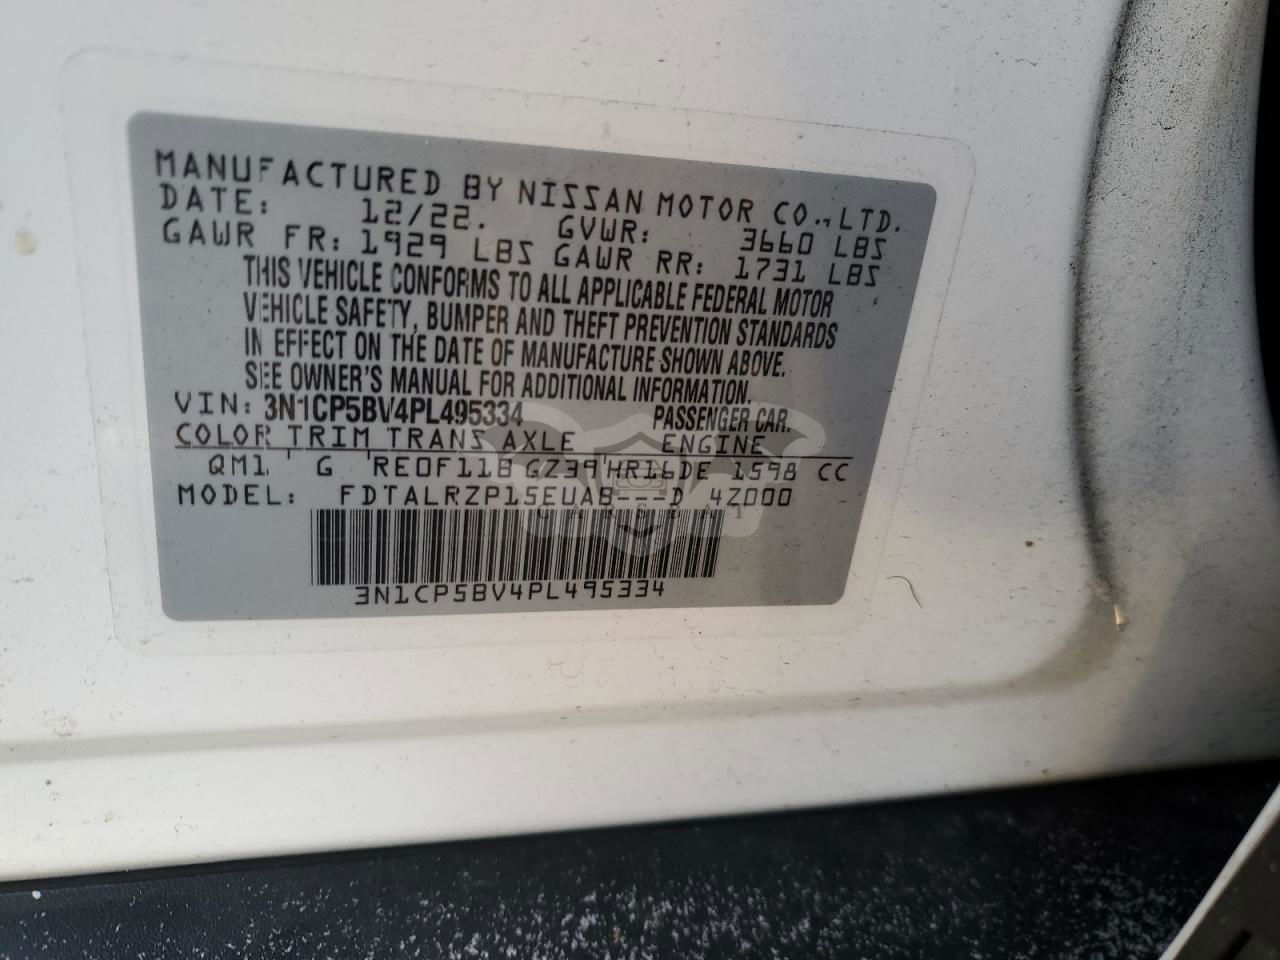 MANUFACTURED BY NISSAN MOTOR CO., LTD.
DATE: 12/22. GVWR: 3660 LBS
GAWR FR: 1929 LBS GAWR RR: 1731 LBS
THIS VEHICLE CONFORMS TO ALL APPLICABLE FEDERAL MOTOR
VEHICLE SAFETY, BUMPER AND THEFT PREVENTION STANDARDS
IN EFFECT ON THE DATE OF MANUFACTURE SHOWN ABOVE.
SEE OWNER'S MANUAL FOR ADDITIONAL INFORMATION.
VIN: 3N1CP5BV4PL495334 PASSENGER CAR.
COLOR TRIM TRANS AXLE ENGINE
QM1 G RE0F11B GZ39 HR16DE 1598 CC
MODEL: FDTALRZP15EUAB---D 4Z000
3N1CP5BV4PL495334